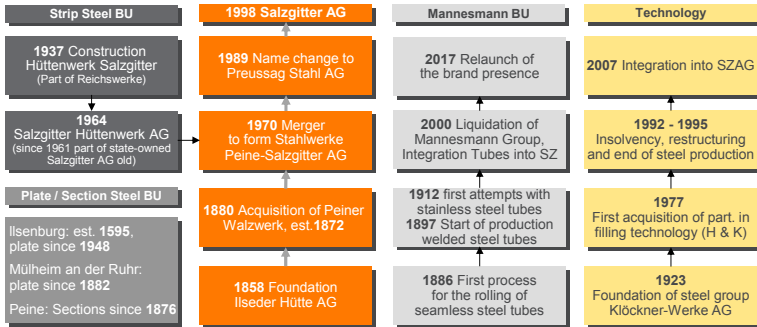 Strip Steel BU
1937 Construction
Hüttenwerk Salzgitter
(Part of Reichswerke)
1964
Salzgitter Hüttenwerk AG
(since 1961 part of state-owned
Salzgitter AG old)
Plate / Section Steel BU
Ilsenburg: est. 1595,
plate since 1948
Mülheim an der Ruhr:
plate since 1882
Peine: Sections since 1876
1998 Salzgitter AG
1989 Name change to
Preussag Stahl AG
1970 Merger
to form Stahlwerke
Peine-Salzgitter AG
1880 Acquisition of Peiner
Walzwerk, est.1872
1858 Foundation
Ilseder Hütte AG
Mannesmann BU
2017 Relaunch of
the brand presence
2000 Liquidation of
Mannesmann Group,
Integration Tubes into SZ
1912 first attempts with
stainless steel tubes
1897 Start of production
welded steel tubes
1886 First process
for the rolling of
seamless steel tubes
Technology
2007 Integration into SZAG
1992 - 1995
Insolvency, restructuring
and end of steel production
1977
First acquisition of part. in
filling technology (H & K)
1923
Foundation of steel group
Klöckner-Werke AG